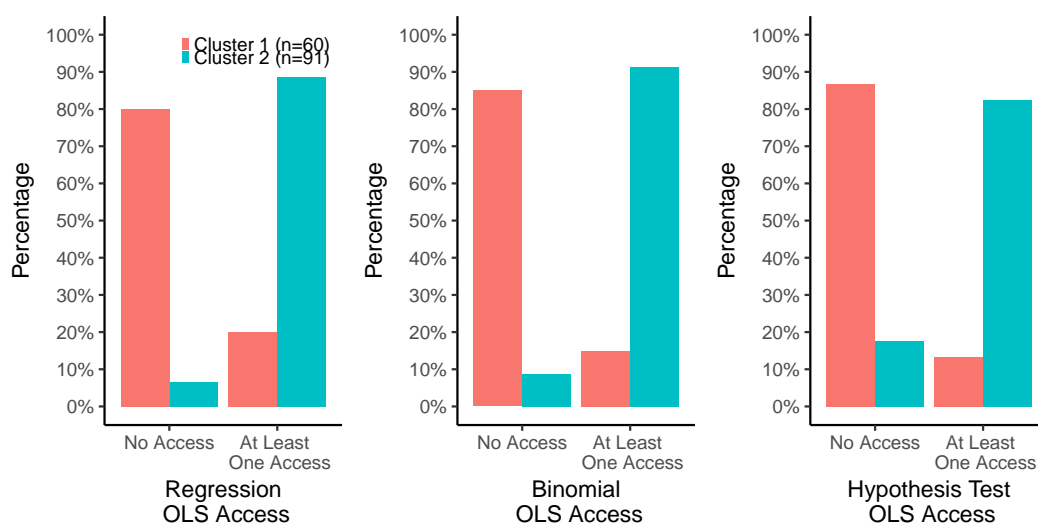 100%
90%
80%
70%
60%
50%
40%
30%
20%
10%
0%
Percentage
Cluster 1 (n=60)
Cluster 2 (n=91)
No Access
At Least
One Access
Regression
OLS Access
100%
90%
80%
70%
60%
50%
40%
30%
20%
10%
0%
Percentage
No Access
At Least
One Access
Binomial
OLS Access
100%
90%
80%
70%
60%
50%
40%
30%
20%
10%
0%
Percentage
No Access
At Least
One Access
Hypothesis Test
OLS Access